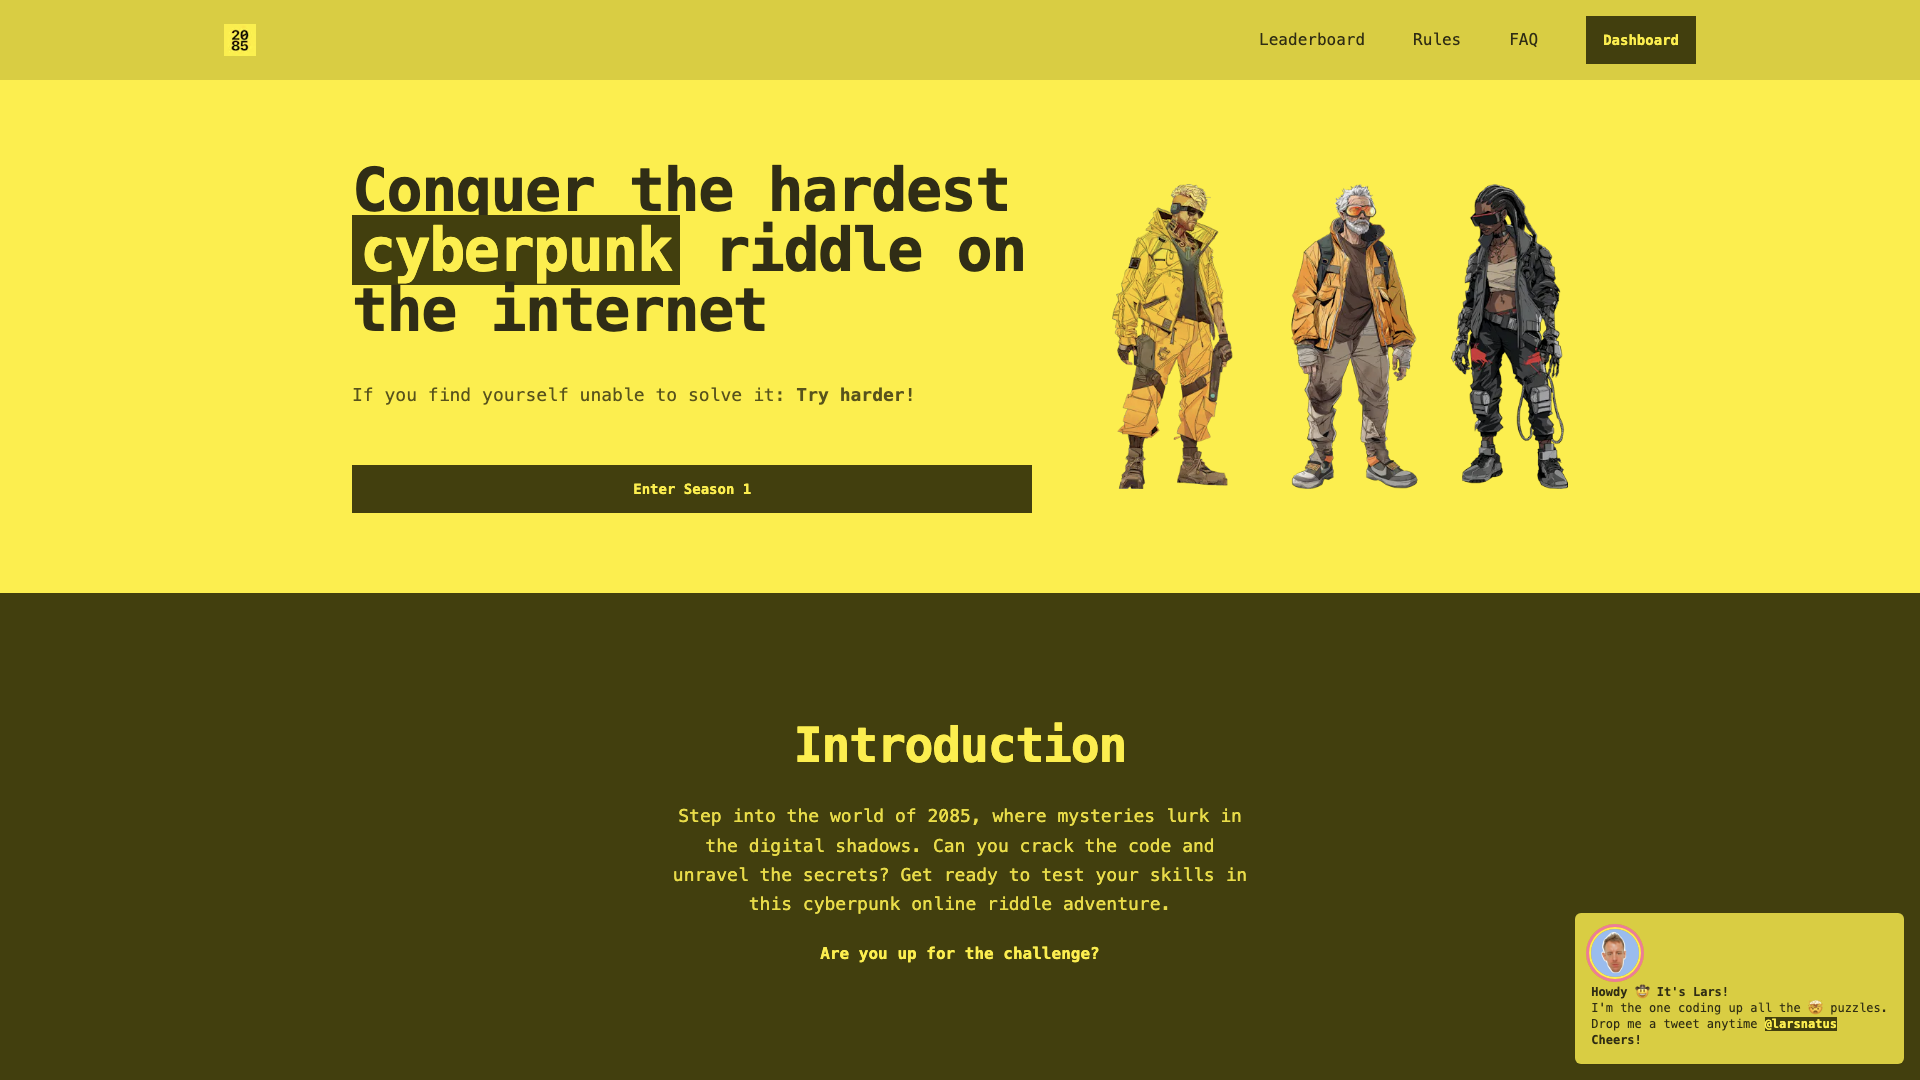 20
85
Leaderboard
Rules
FAQ
Dashboard
Conquer the hardest
cyberpunk riddle on
the internet
If you find yourself unable to solve it: Try harder!
Enter Season 1
Introduction
Step into the world of 2085, where mysteries lurk in
the digital shadows. Can you crack the code and
unravel the secrets? Get ready to test your skills in
this cyberpunk online riddle adventure.
Are you up for the challenge?
Howdy 🤠 It's Lars!
I'm the one coding up all the 🤯 puzzles.
Drop me a tweet anytime @larsnatus
Cheers!